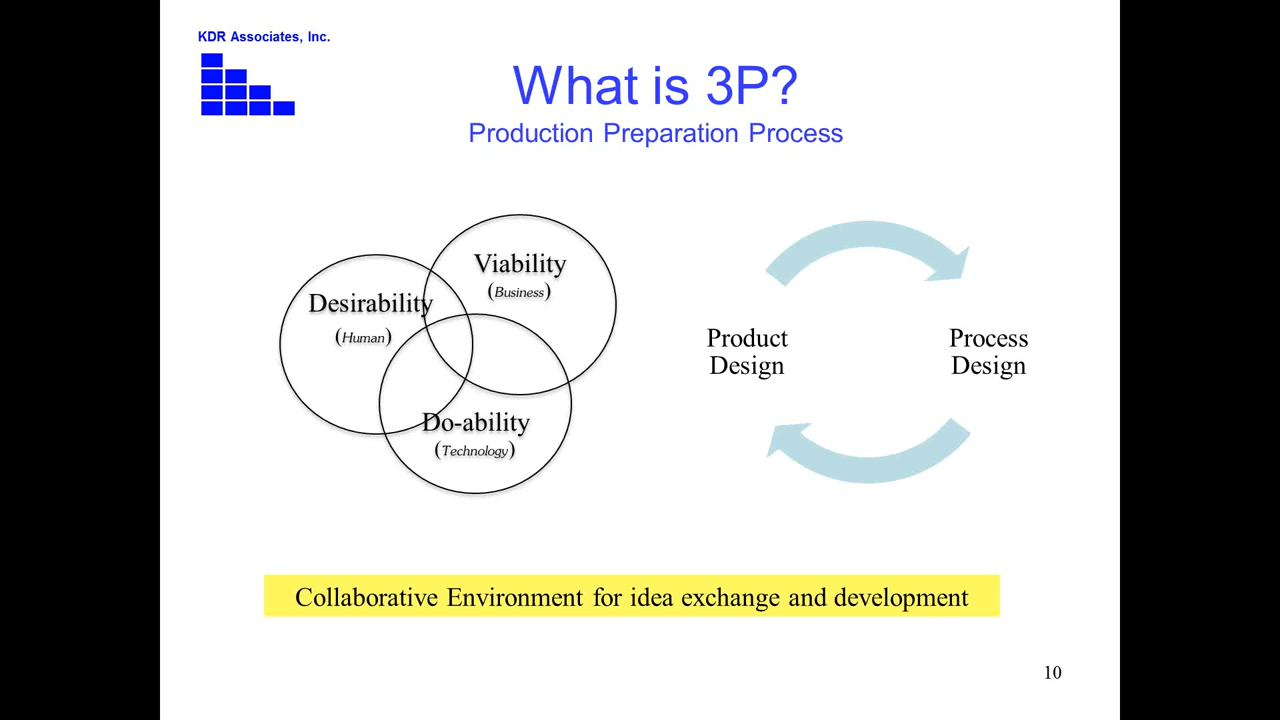 KDR Associates, Inc.
What is 3P?
Production Preparation Process
Viability
(Business)
Desirability
(Human)
Do-ability
(Technology)
Product
Design
Process
Design
Collaborative Environment for idea exchange and development
10